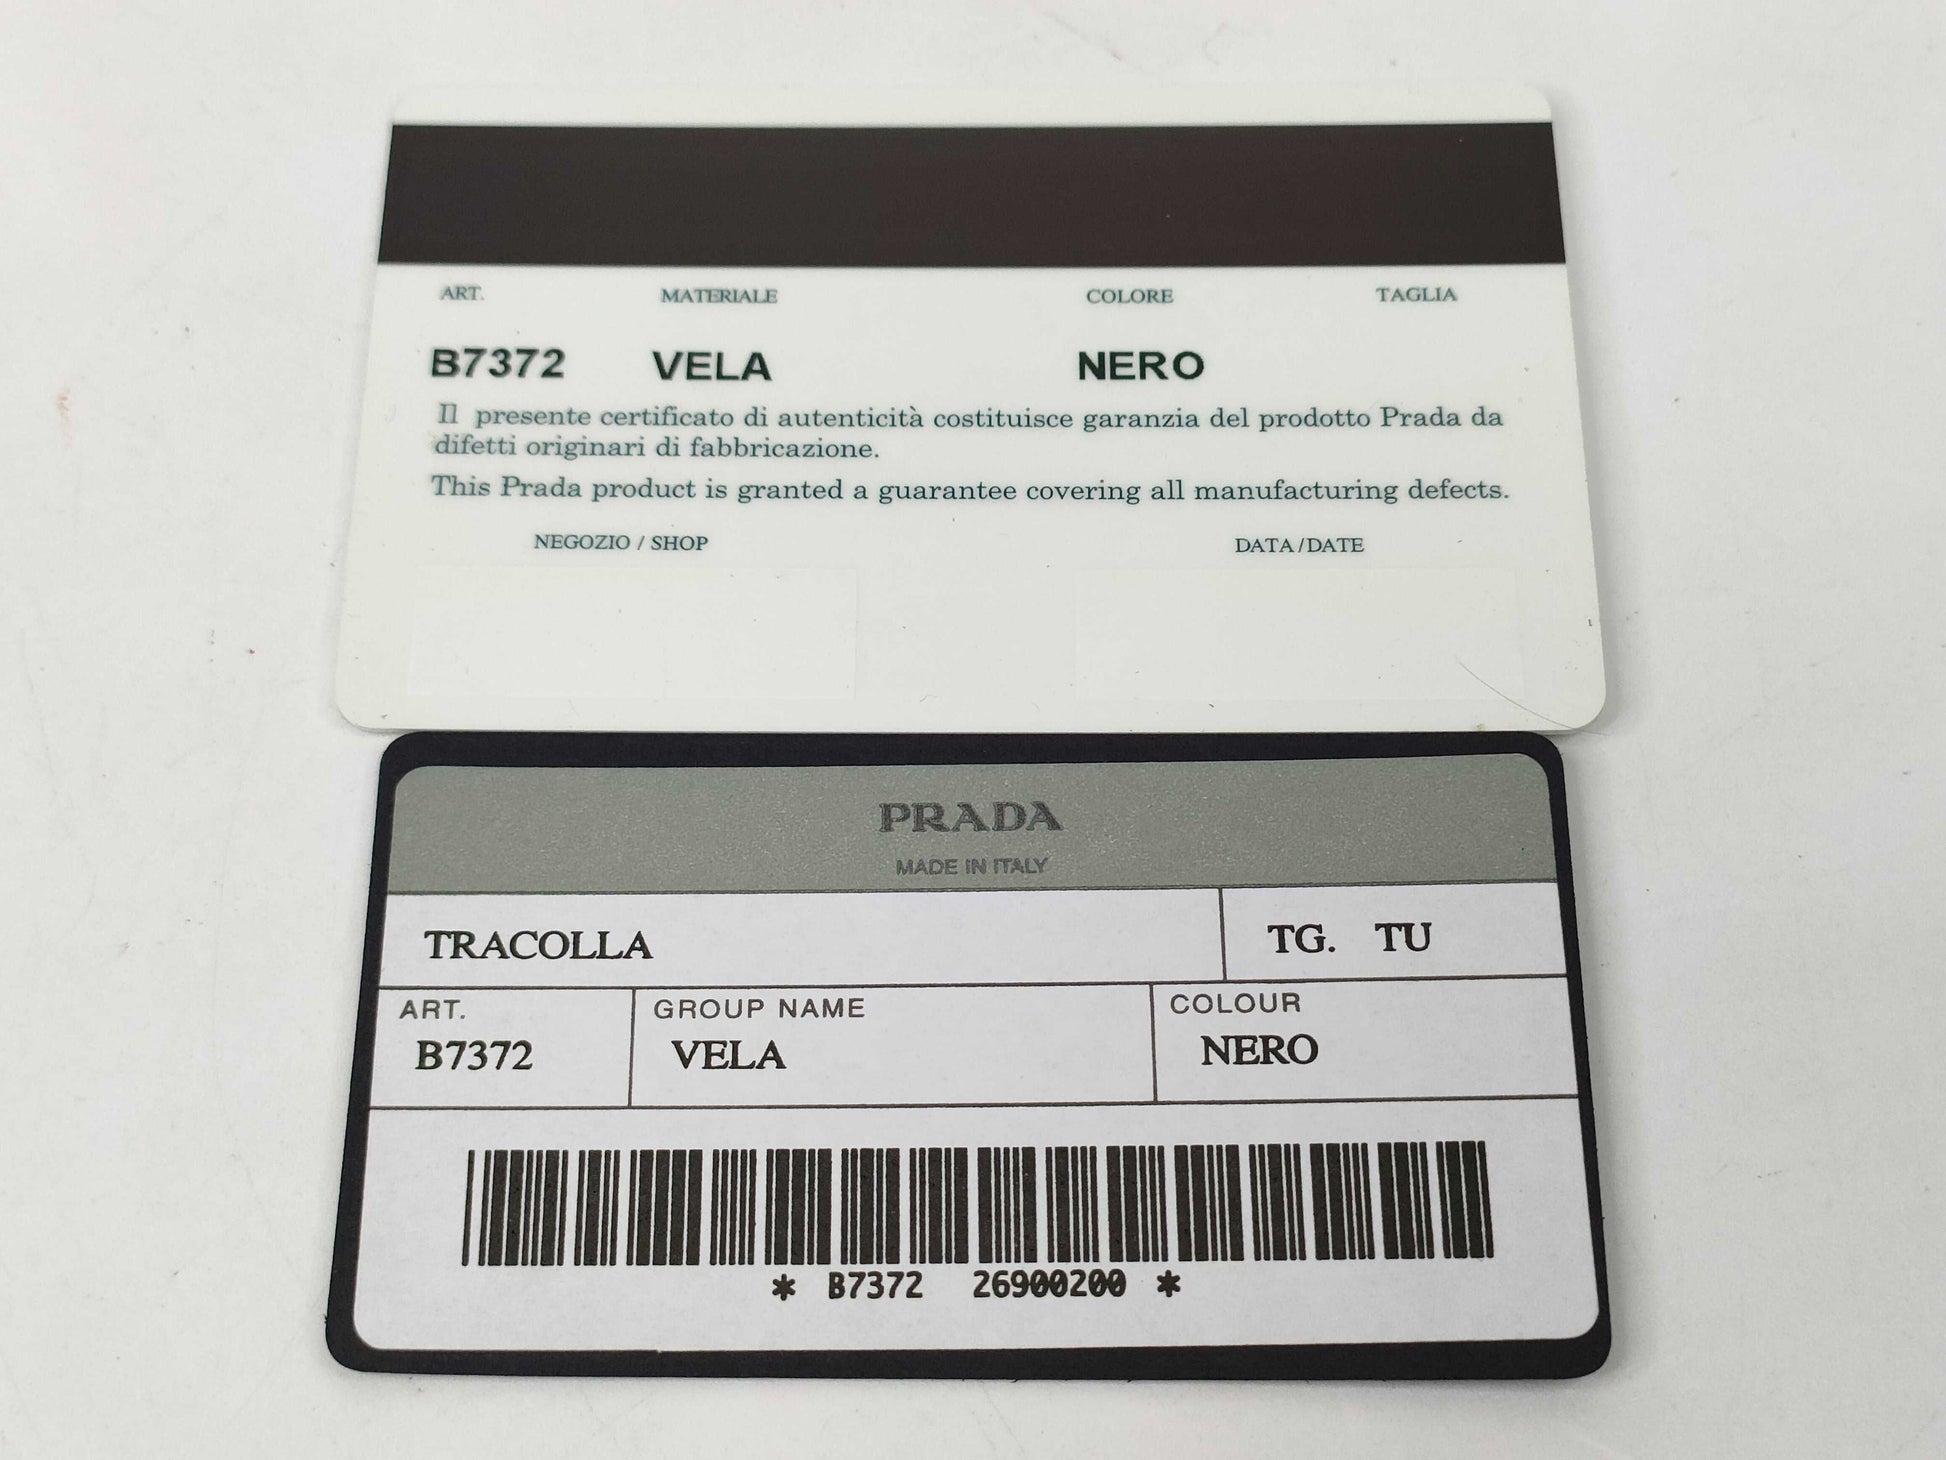 ART. MATERIALE COLORE TAGLIA
B7372 VELA NERO
Il presente certificato di autenticità costituisce garanzia del prodotto Prada da
difetti originari di fabbricazione.
This Prada product is granted a guarantee covering all manufacturing defects.
NEGOZIO / SHOP DATA/DATE
PRADA
MADE IN ITALY
TRACOLLA TG. TU
ART. GROUP NAME COLOUR
B7372 VELA NERO
* B7372 26900200 *